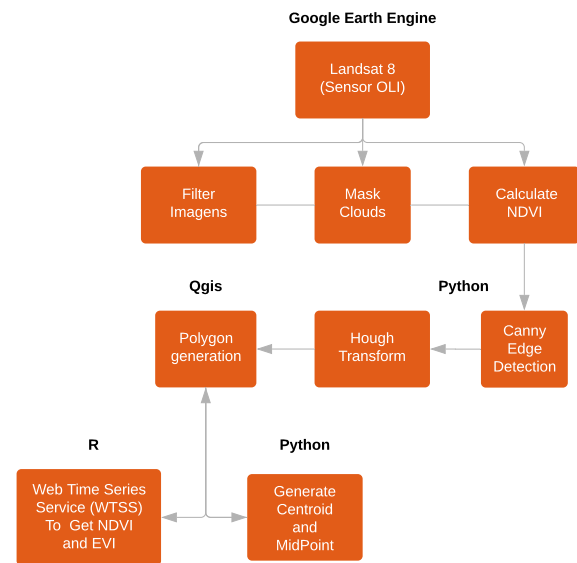 Google Earth Engine
Landsat 8
(Sensor OLI)
Filter
Imagens
Mask
Clouds
Calculate
NDVI
Qgis
Python
Polygon
generation
Hough
Transform
Canny
Edge
Detection
R
Python
Web Time Series
Service (WTSS)
To Get NDVI
and EVI
Generate
Centroid
and
MidPoint